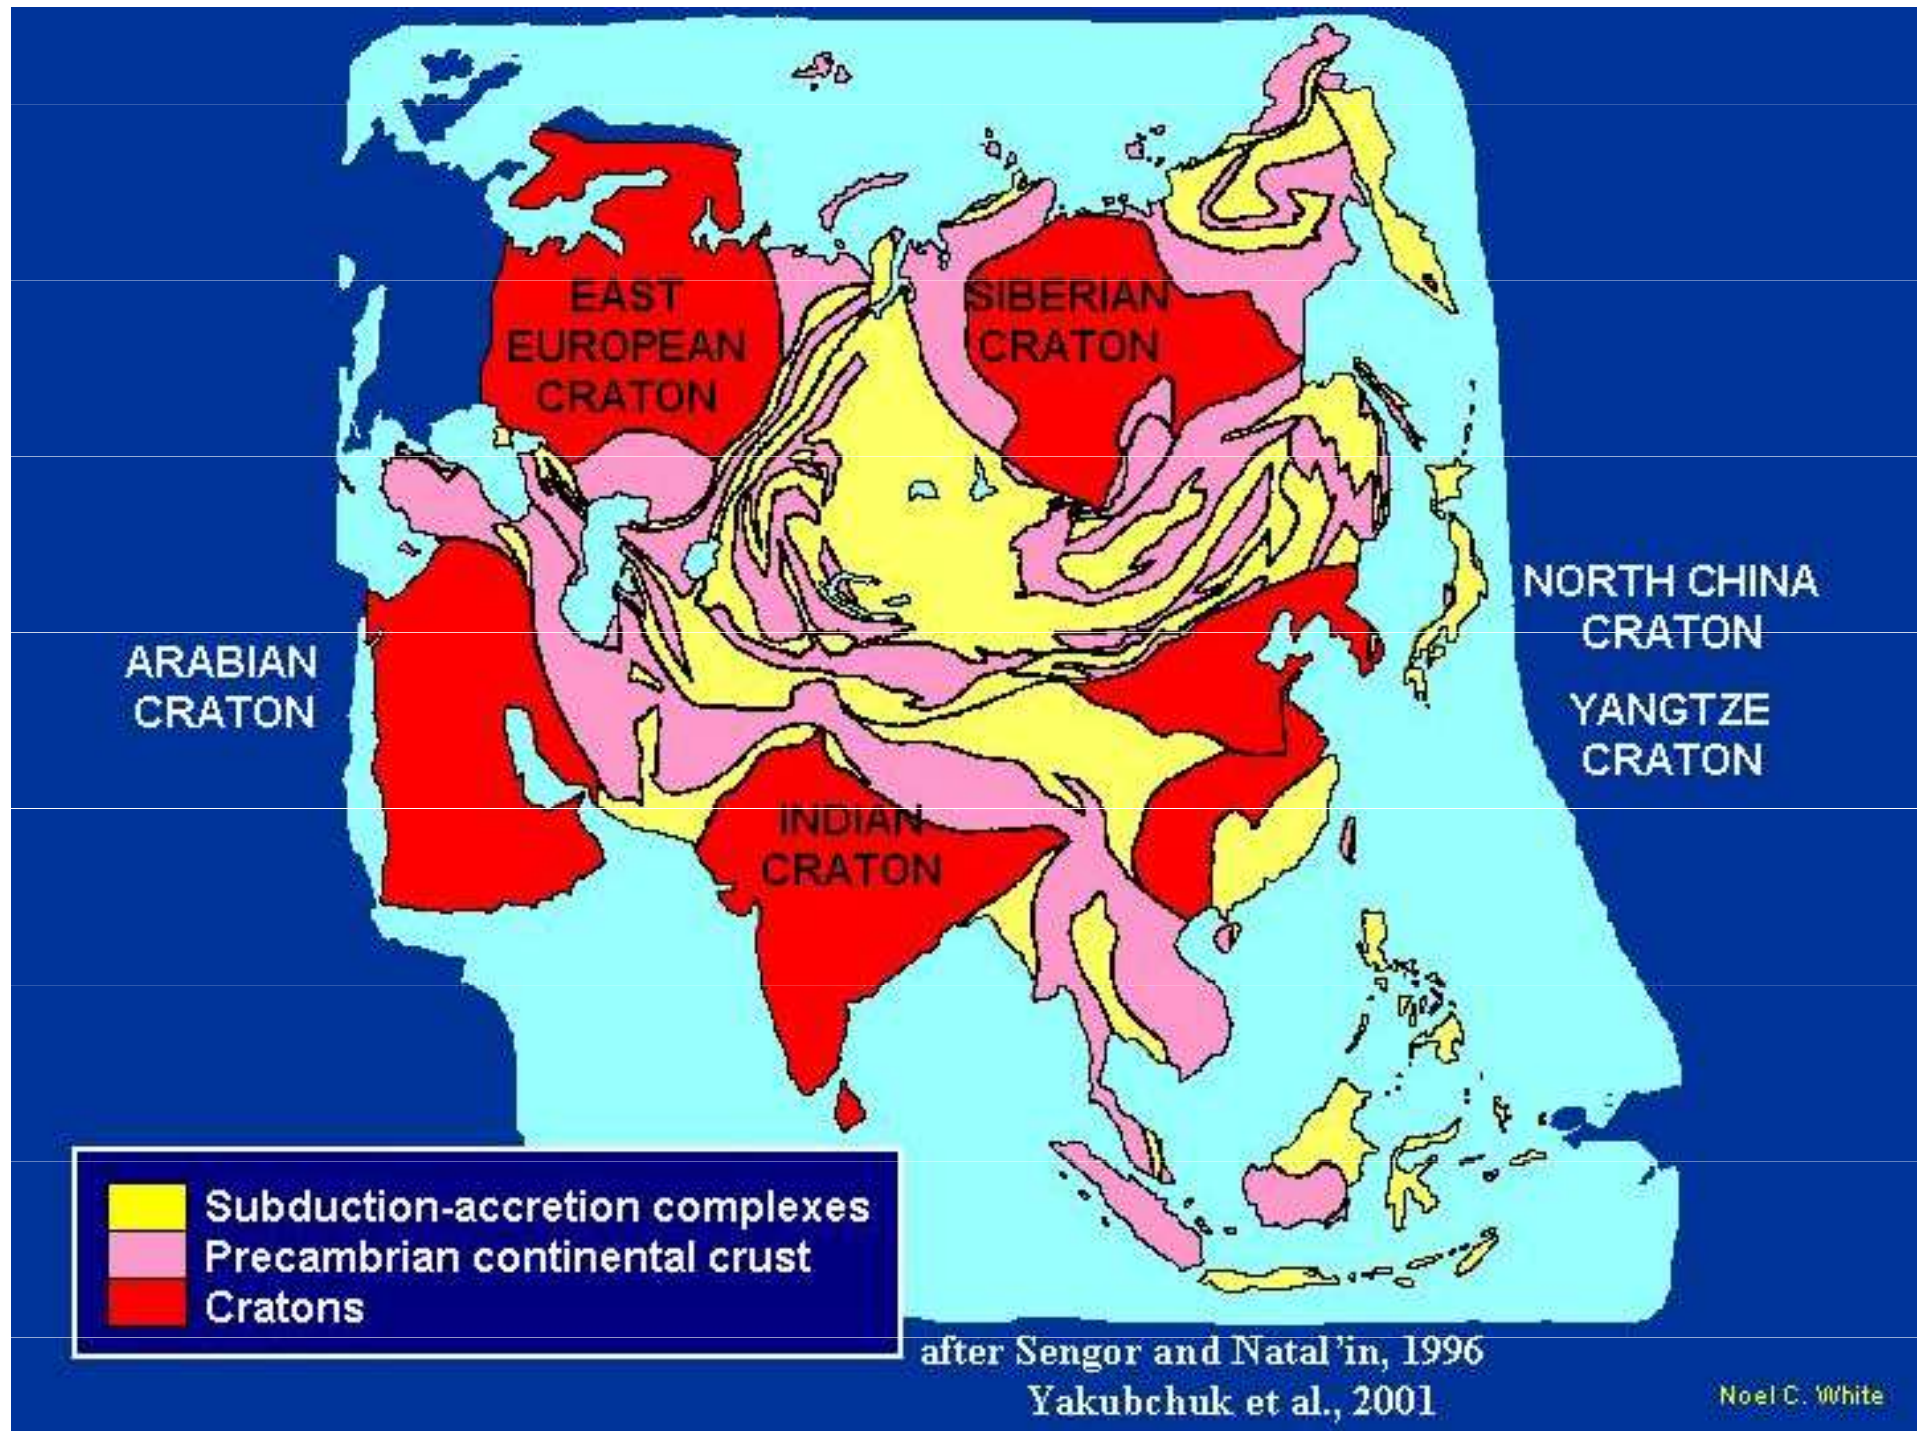 EAST
EUROPEAN
CRATON
SIBERIAN
CRATON
NORTH CHINA
CRATON
ARABIAN
CRATON
YANGTZE
CRATON
INDIAN
CRATON
Subduction-accretion complexes
Precambrian continental crust
Cratons
after Sengor and Natal'in, 1996
Yakubchuk et al., 2001
Noel C. White